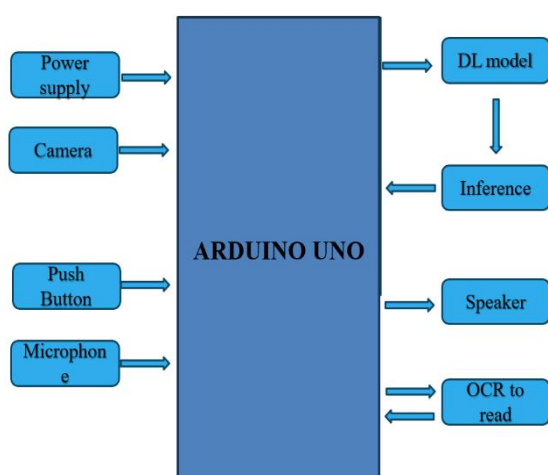 Power
supply
Camera
Push
Button
Microphon
e
ARDUINO UNO
DL model
Inference
Speaker
OCR to
read